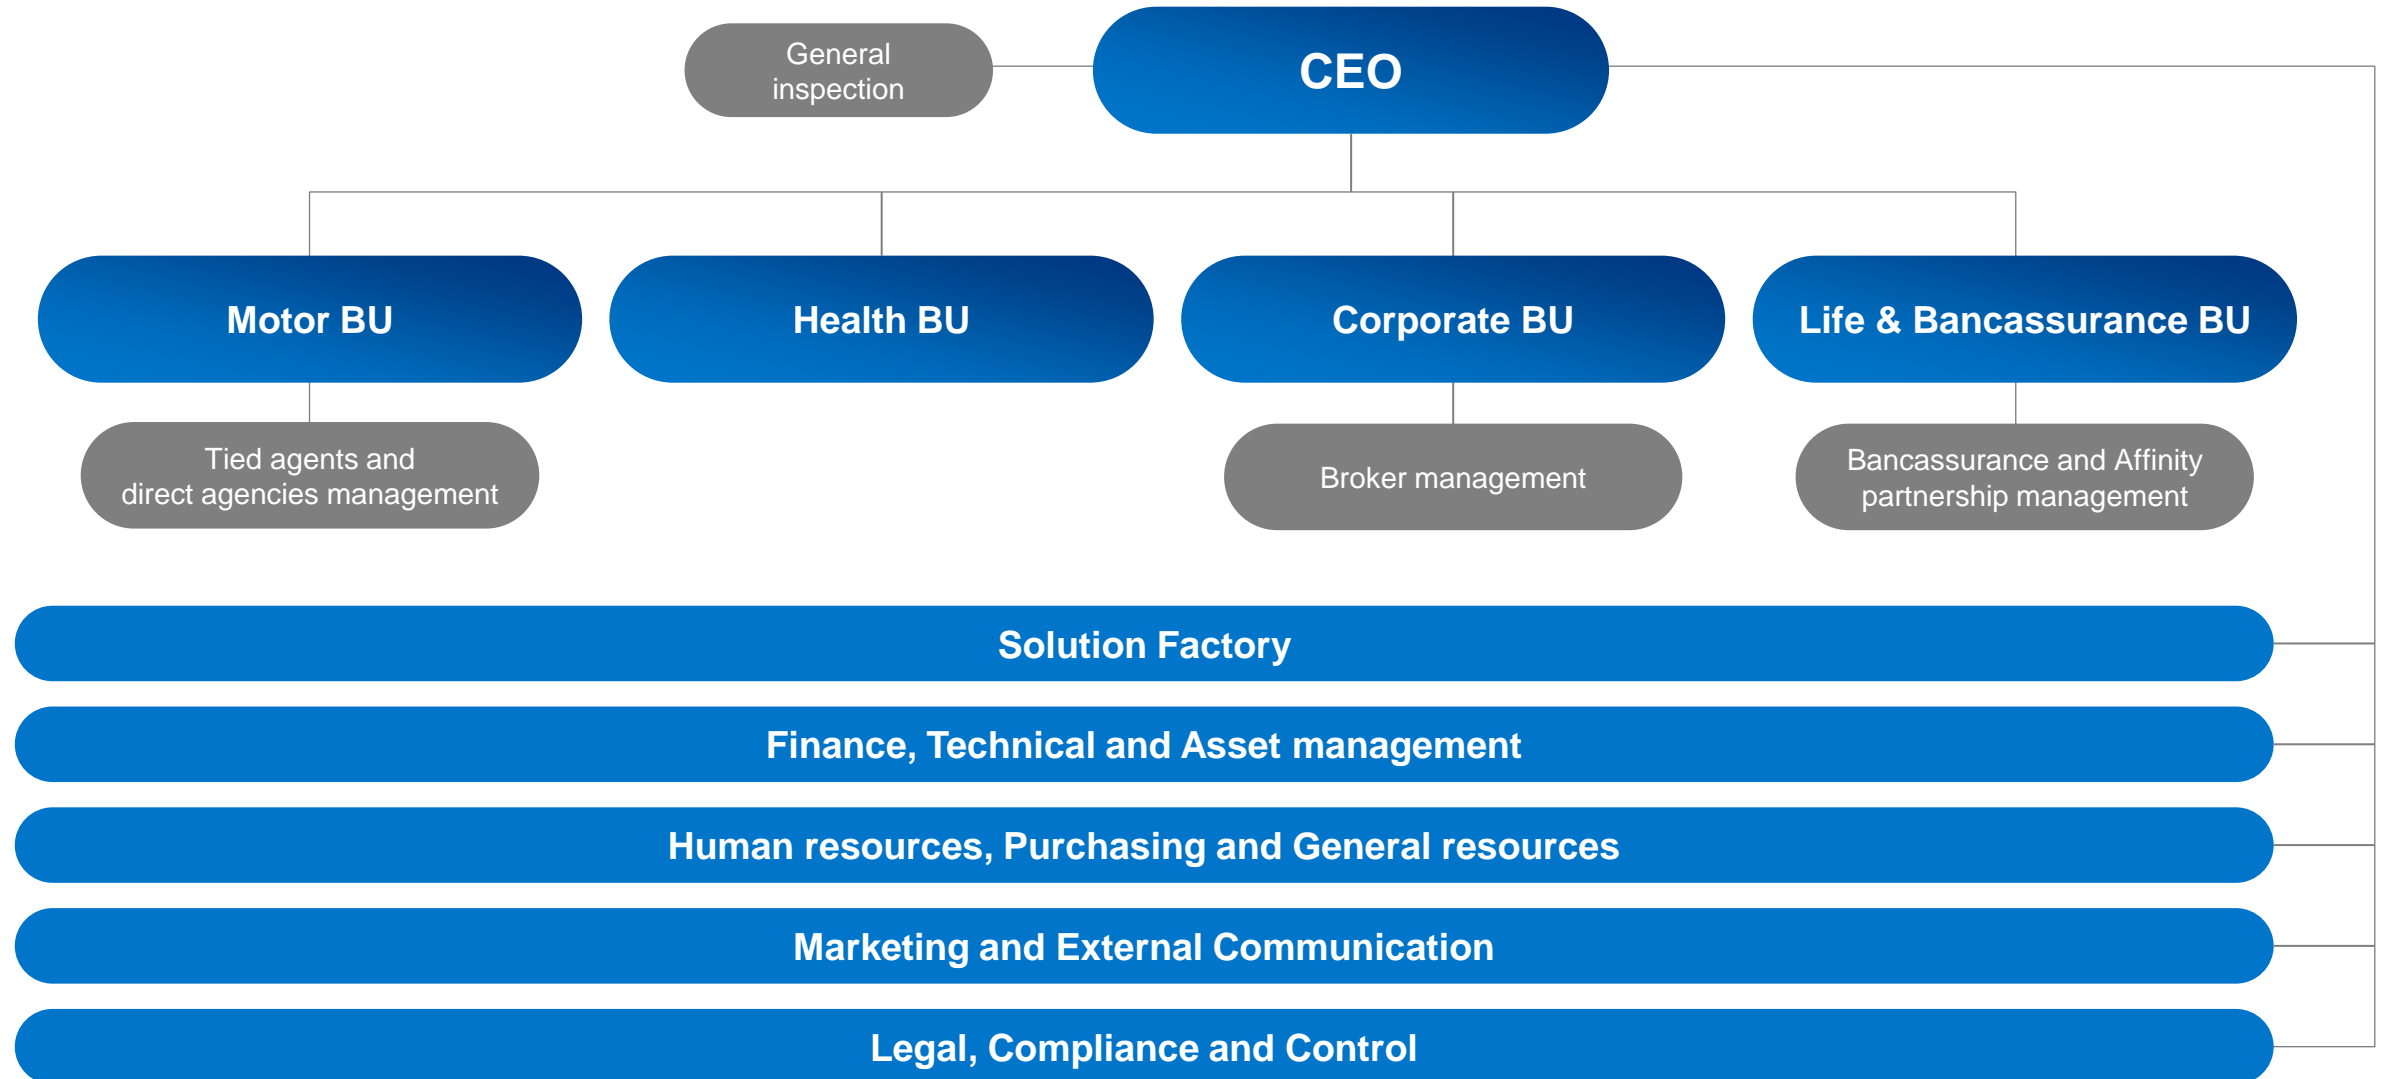 General
inspection
CEO
Motor BU
Health BU
Corporate BU
Life & Bancassurance BU
Tied agents and
direct agencies management
Broker management
Bancassurance and Affinity
partnership management
Solution Factory
Finance, Technical and Asset management
Human resources, Purchasing and General resources
Marketing and External Communication
Legal, Compliance and Control